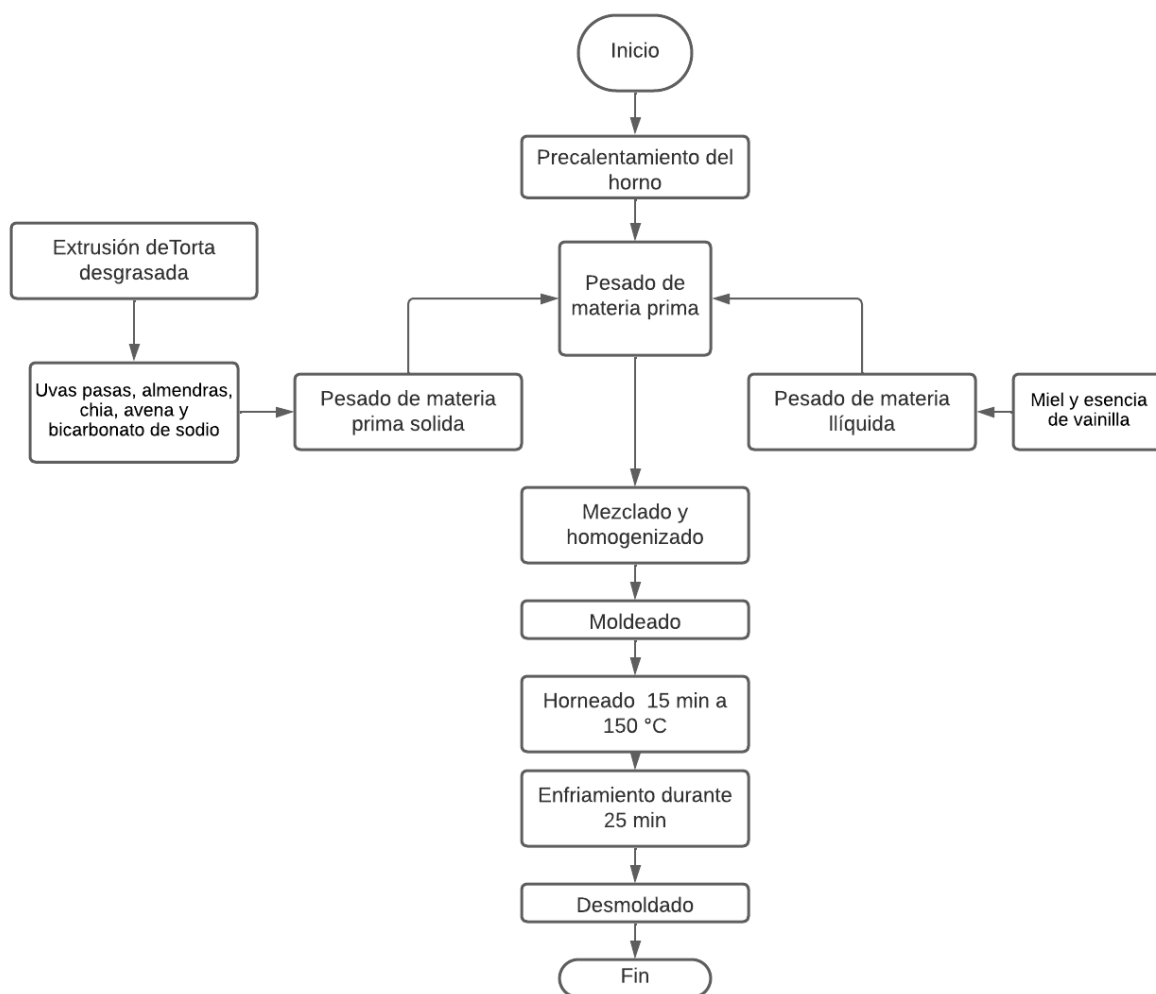 Inicio
Precalentamiento del
horno
Extrusión deTorta
desgrasada
Pesado de
materia prima
Uvas pasas, almendras,
chia, avena y
bicarbonato de sodio
Pesado de materia
prima solida
Pesado de materia
llíquida
Miel y esencia
de vainilla
Mezclado y
homogenizado
Moldeado
Horneado  15 min a
150 °C
Enfriamiento durante
25 min
Desmoldado
Fin